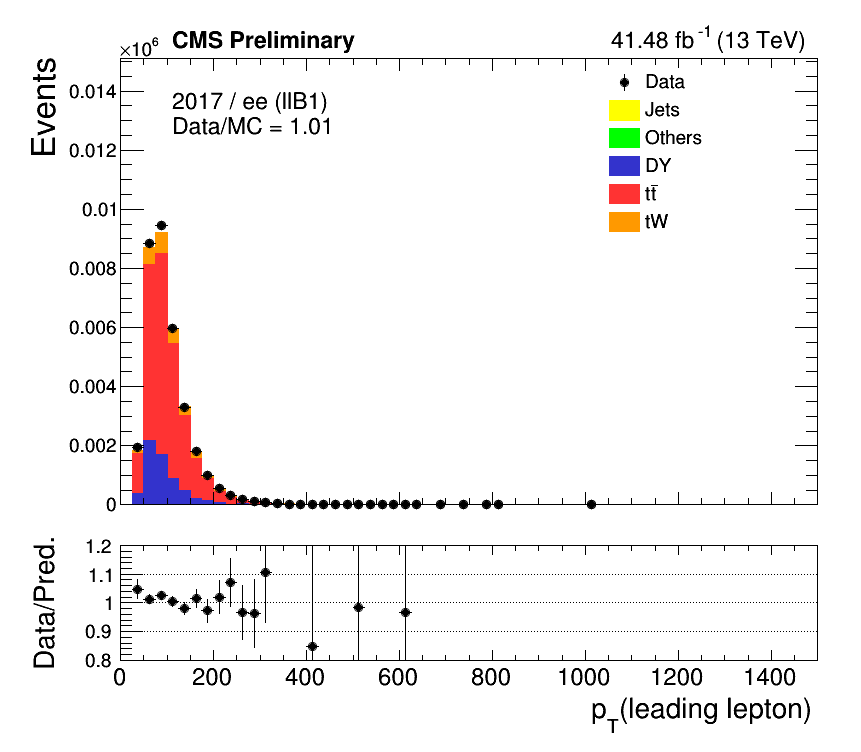 ×10⁶ CMS Preliminary 41.48 fb⁻¹ (13 TeV)
Events
2017 / ee (llB1)
Data/MC = 1.01
Data
Jets
Others
DY
tt̄
tW
0.014
0.012
0.01
0.008
0.006
0.004
0.002
0
Data/Pred.
1.2
1.1
1
0.9
0.8
0 200 400 600 800 1000 1200 1400
p_T(leading lepton)